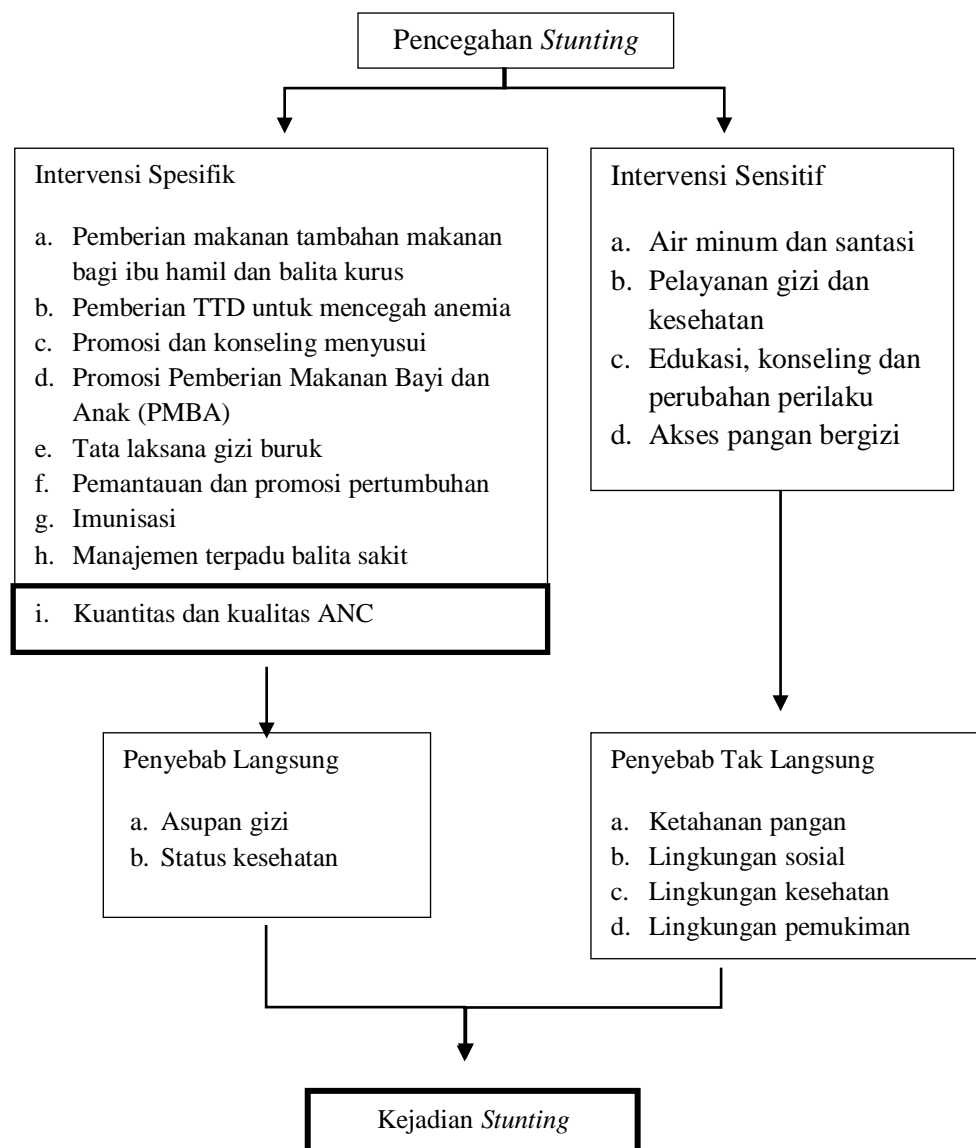 Pencegahan Stunting
Intervensi Spesifik
a. Pemberian makanan tambahan makanan
bagi ibu hamil dan balita kurus
b. Pemberian TTD untuk mencegah anemia
c. Promosi dan konseling menyusui
d. Promosi Pemberian Makanan Bayi dan
Anak (PMBA)
e. Tata laksana gizi buruk
f. Pemantauan dan promosi pertumbuhan
g. Imunisasi
h. Manajemen terpadu balita sakit
i. Kuantitas dan kualitas ANC
Intervensi Sensitif
a. Air minum dan santasi
b. Pelayanan gizi dan
kesehatan
c. Edukasi, konseling dan
perubahan perilaku
d. Akses pangan bergizi
Penyebab Langsung
a. Asupan gizi
b. Status kesehatan
Penyebab Tak Langsung
a. Ketahanan pangan
b. Lingkungan sosial
c. Lingkungan kesehatan
d. Lingkungan pemukiman
Kejadian Stunting